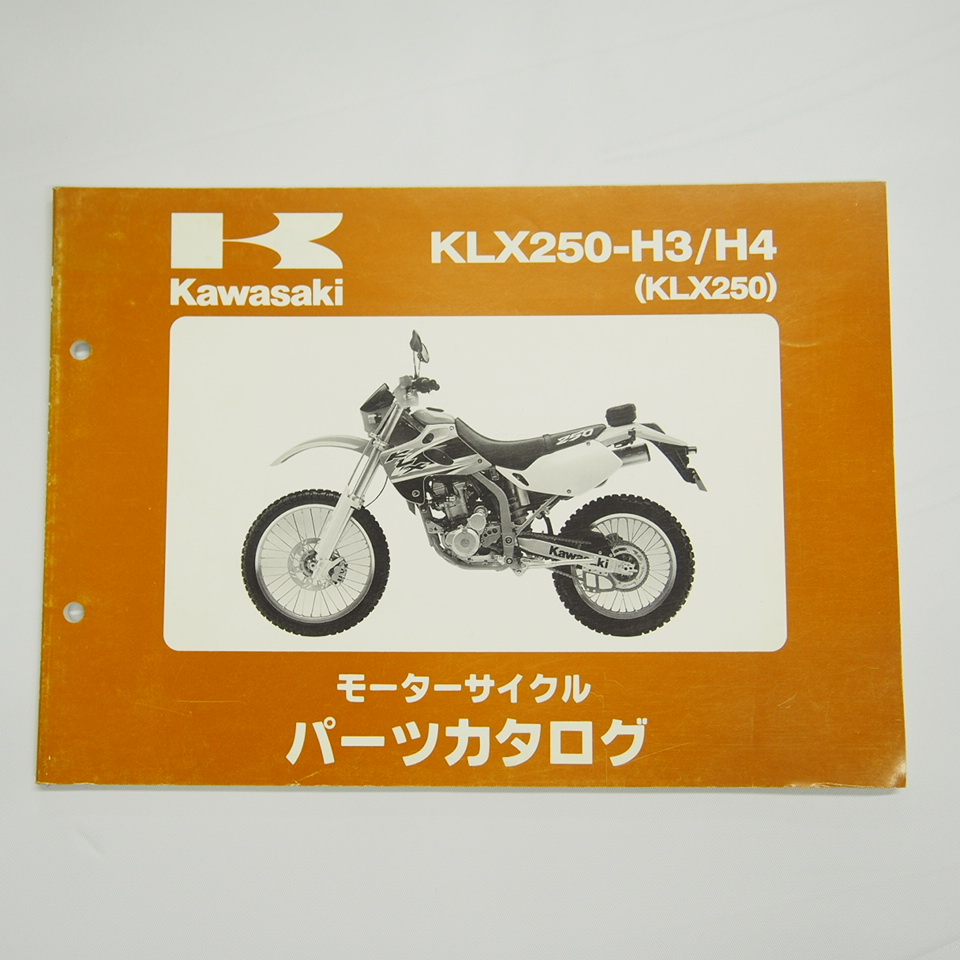 Kawasaki
KLX250-H3/H4
(KLX250)
250
KLX
Kawasaki
モーターサイクル
パーツカタログ